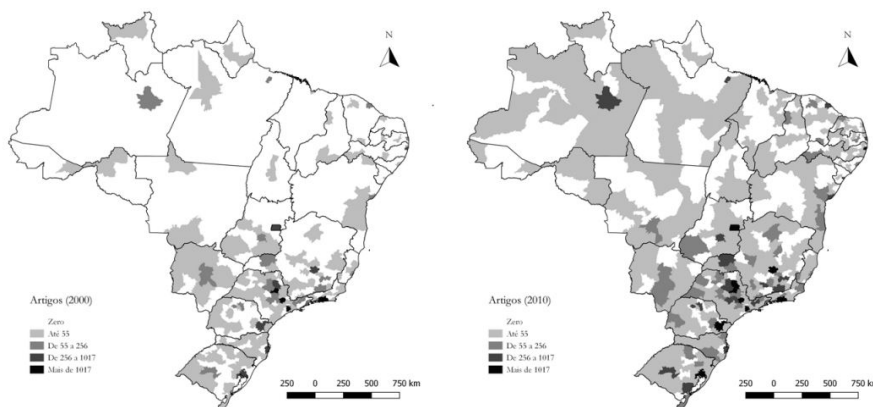 N
Artigos (2000)
Zero
Até 55
De 55 a 256
De 256 a 1017
Mais de 1017
250 0 250 500 750 km
N
Artigos (2010)
Zero
Até 55
De 55 a 256
De 256 a 1017
Mais de 1017
250 0 250 500 750 km